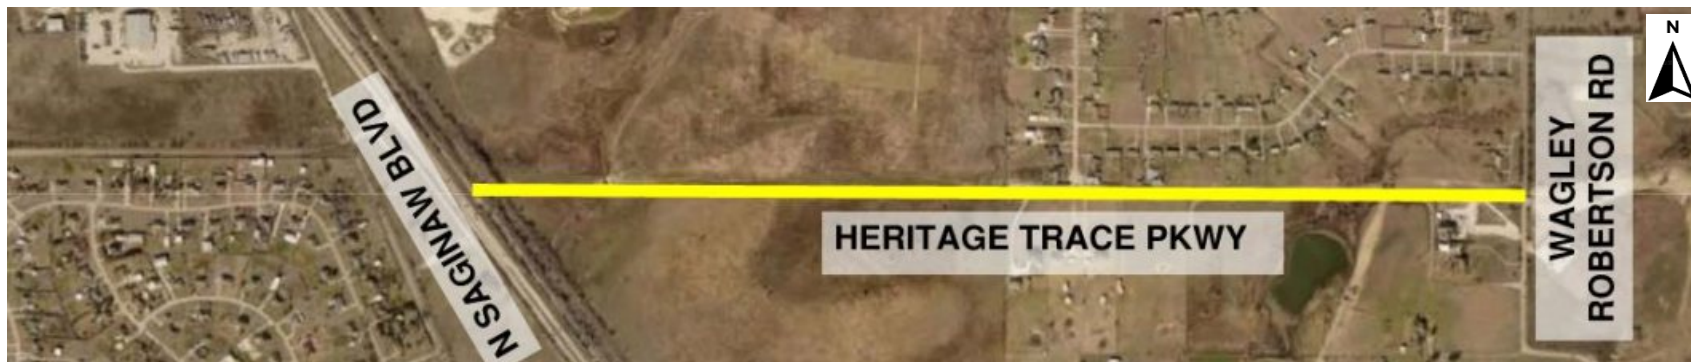 N
N SAGINAW BLVD
HERITAGE TRACE PKWY
WAGLEY
ROBERTSON RD